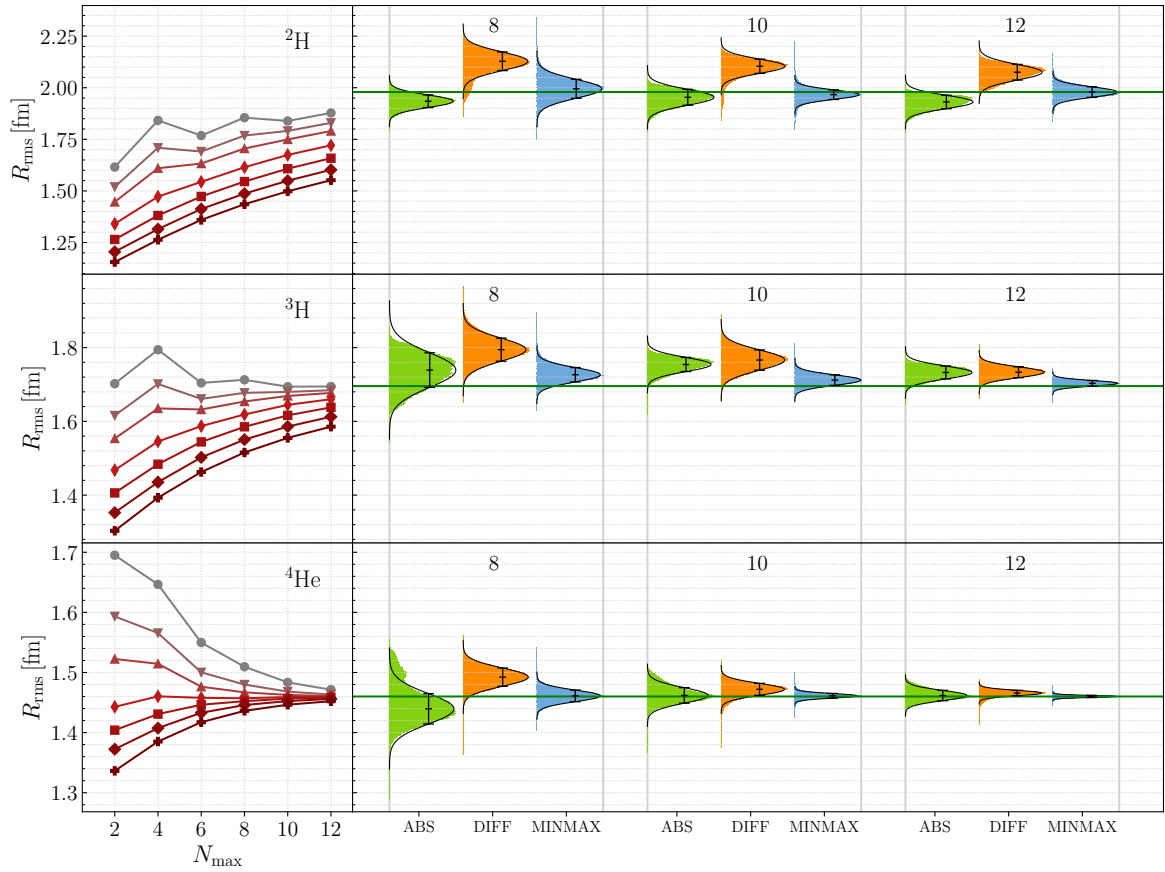 ²H 8 10 12
2.25
2.00
1.75
1.50
1.25
R_rms [fm]
³H 8 10 12
1.8
1.6
1.4
R_rms [fm]
⁴He 8 10 12
1.7
1.6
1.5
1.4
1.3
R_rms [fm]
2 4 6 8 10 12 ABS DIFF MINMAX ABS DIFF MINMAX ABS DIFF MINMAX
N_max